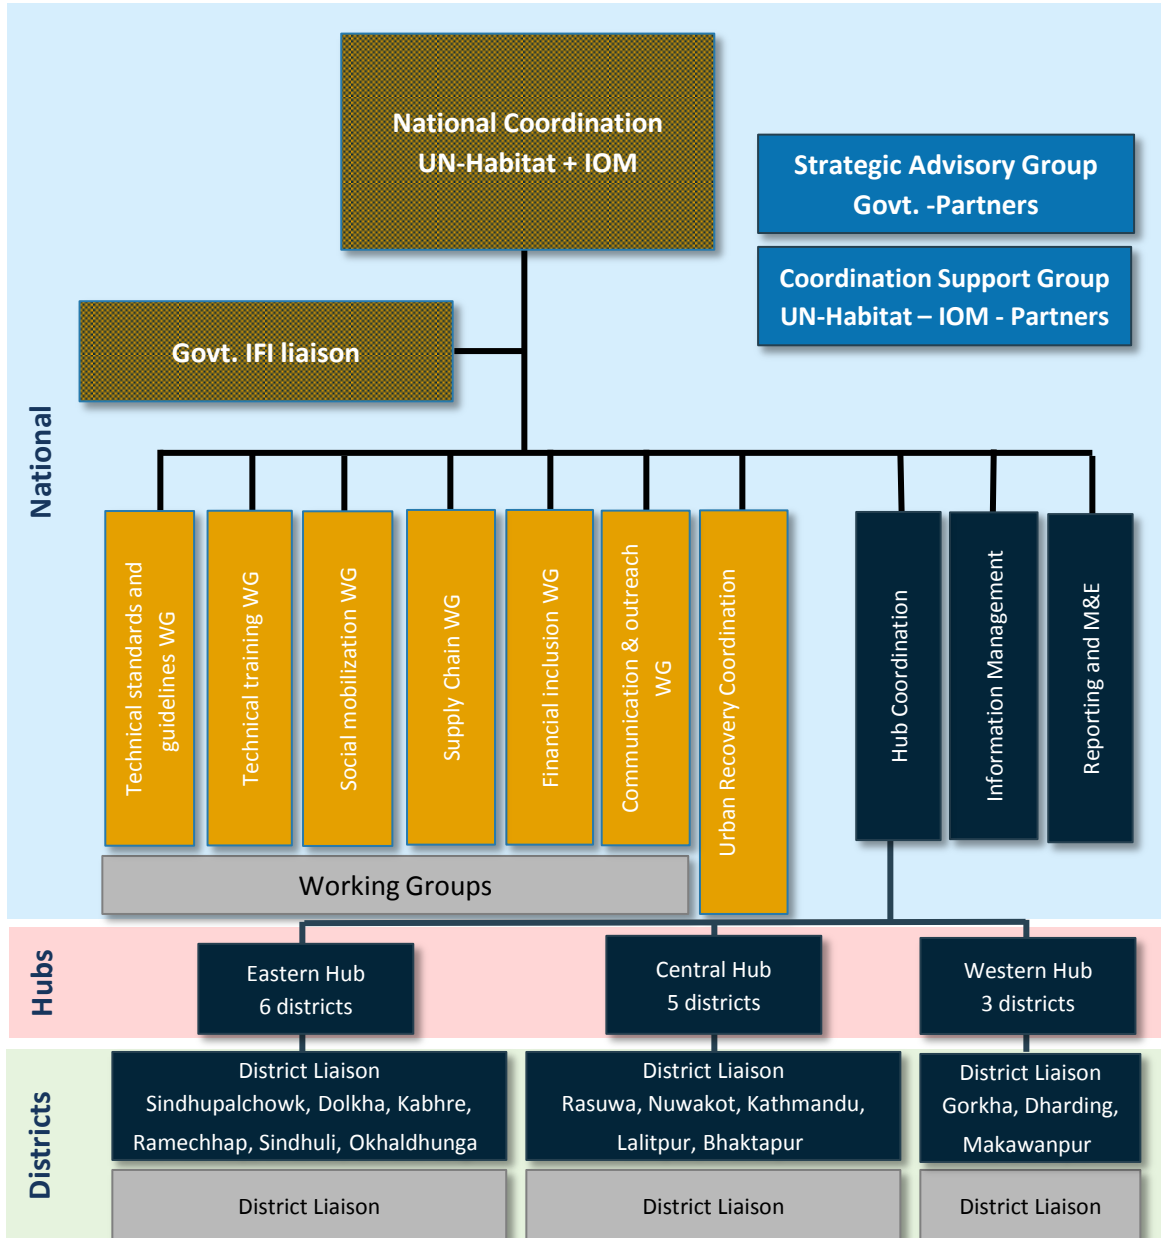 National Coordination
UN-Habitat + IOM
Strategic Advisory Group
Govt. -Partners
Coordination Support Group
UN-Habitat – IOM - Partners
Govt. IFI liaison
National
Technical standards and
guidelines WG
Technical training WG
Social mobilization WG
Supply Chain WG
Financial inclusion WG
Communication & outreach
WG
Urban Recovery Coordination
Hub Coordination
Information Management
Reporting and M&E
Working Groups
Hubs
Eastern Hub
6 districts
Central Hub
5 districts
Western Hub
3 districts
Districts
District Liaison
Sindhupalchowk, Dolkha, Kabhre,
Ramechhap, Sindhuli, Okhaldhunga
District Liaison
Rasuwa, Nuwakot, Kathmandu,
Lalitpur, Bhaktapur
District Liaison
Gorkha, Dharding,
Makawanpur
District Liaison
District Liaison
District Liaison